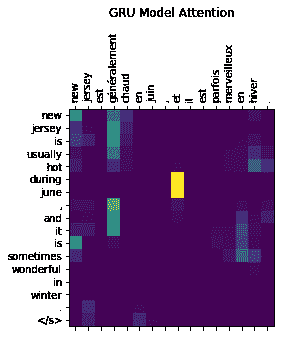 GRU Model Attention
new
jersey
est
généralement
chaud
en
juin
,
et
il
est
parfois
merveilleux
en
hiver
.
new
jersey
is
usually
hot
during
june
,
and
it
is
sometimes
wonderful
in
winter
.
</s>